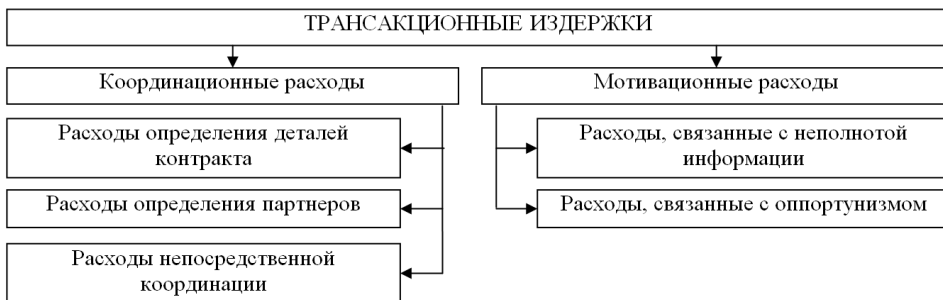 ТРАНСАКЦИОННЫЕ ИЗДЕРЖКИ
Координационные расходы
Мотивационные расходы
Расходы определения деталей
контракта
Расходы, связанные с неполнотой
информации
Расходы определения партнеров
Расходы, связанные с оппортунизмом
Расходы непосредственной
координации